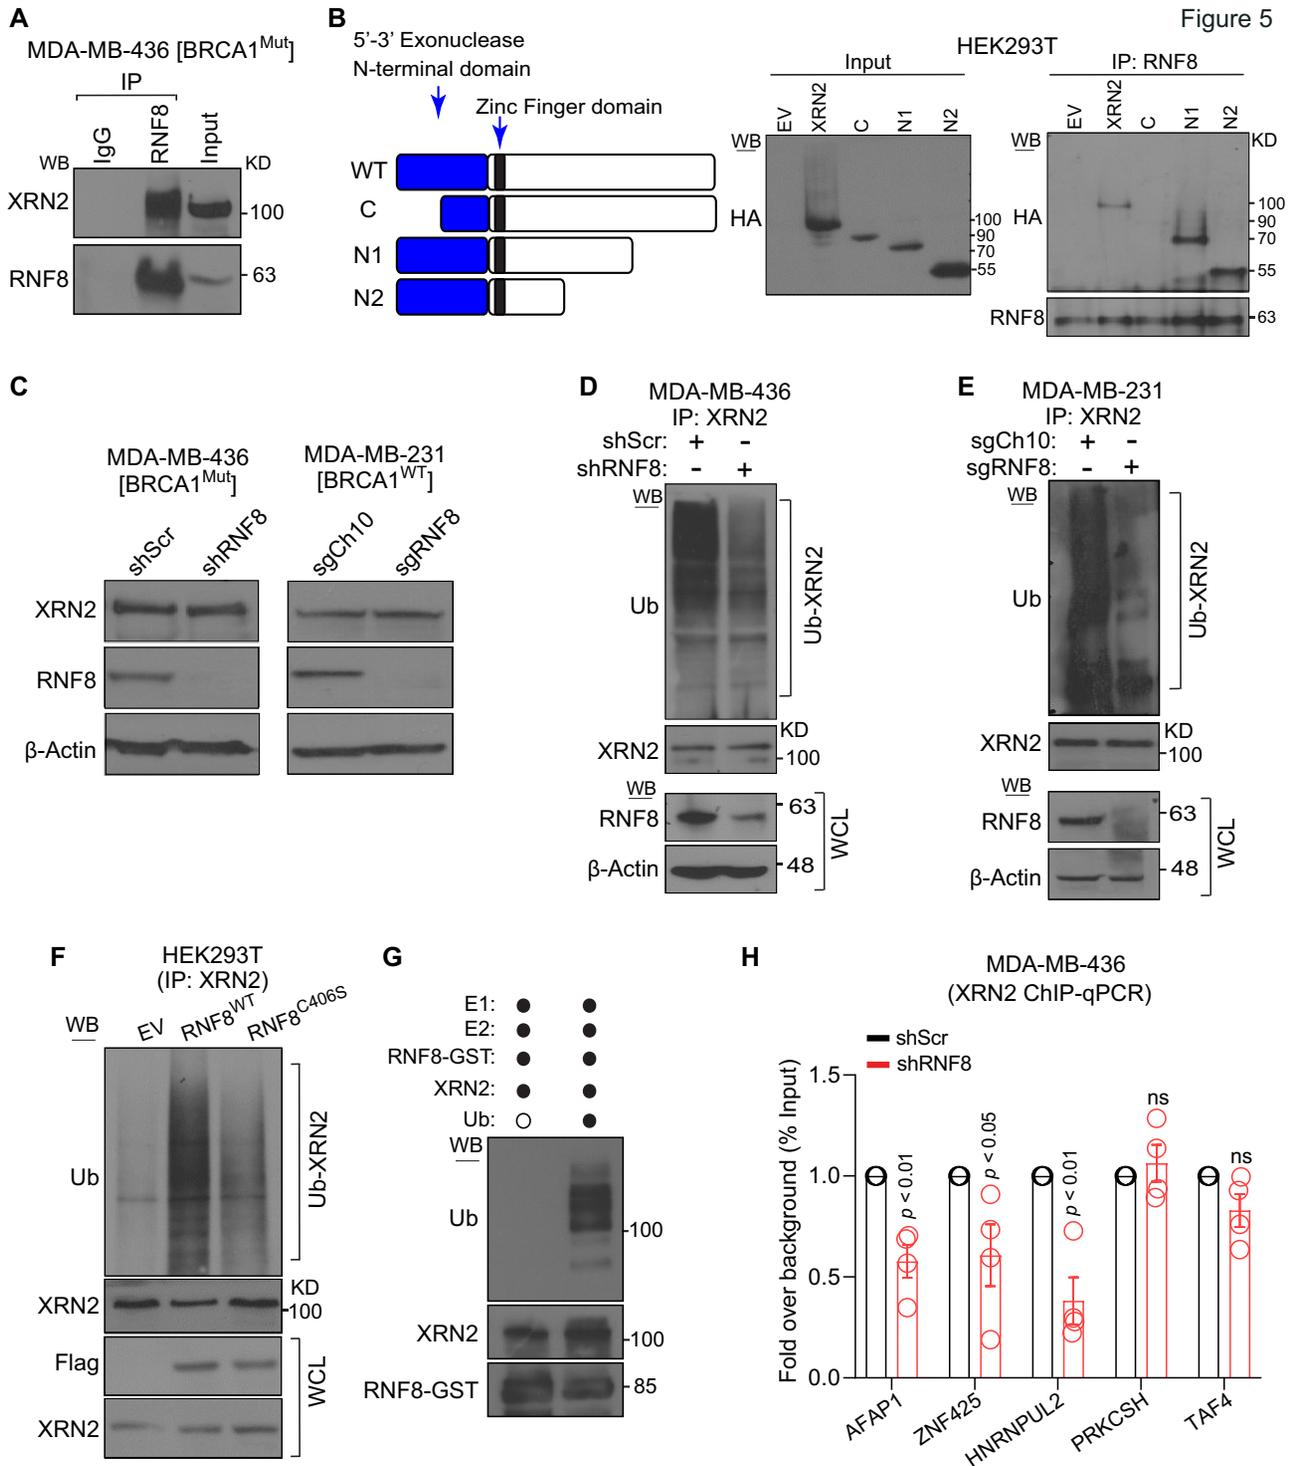 Figure 5
A
MDA-MB-436 [BRCA1Mut]
IP
WB
IgG
RNF8
Input
KD
XRN2
100
RNF8
63
B
5’-3’ Exonuclease
N-terminal domain
Zinc Finger domain
WT
C
N1
N2
HEK293T
Input
EV
XRN2
C
N1
N2
WB
HA
100
90
70
55
IP: RNF8
EV
XRN2
C
N1
N2
WB
KD
HA
100
90
70
55
RNF8
63
C
MDA-MB-436
[BRCA1Mut]
shScr
shRNF8
MDA-MB-231
[BRCA1WT]
sgCh10
sgRNF8
XRN2
RNF8
β-Actin
D
MDA-MB-436
IP: XRN2
shScr: + -
shRNF8: - +
WB
Ub
Ub-XRN2
XRN2
KD
100
WB
RNF8
63
β-Actin
48
WCL
E
MDA-MB-231
IP: XRN2
sgCh10: + -
sgRNF8: - +
WB
Ub
Ub-XRN2
XRN2
KD
100
WB
RNF8
63
β-Actin
48
WCL
F
HEK293T
(IP: XRN2)
WB
EV
RNF8WT
RNF8C406S
Ub
Ub-XRN2
XRN2
KD
100
Flag
XRN2
WCL
G
E1:
E2:
RNF8-GST:
XRN2:
Ub:
WB
Ub
100
XRN2
100
RNF8-GST
85
H
MDA-MB-436
(XRN2 ChIP-qPCR)
shScr
shRNF8
Fold over background (% Input)
1.5
1.0
0.5
0.0
p < 0.01
p < 0.05
p < 0.01
ns
ns
AFAP1
ZNF425
HNRNPUL2
PRKCSH
TAF4